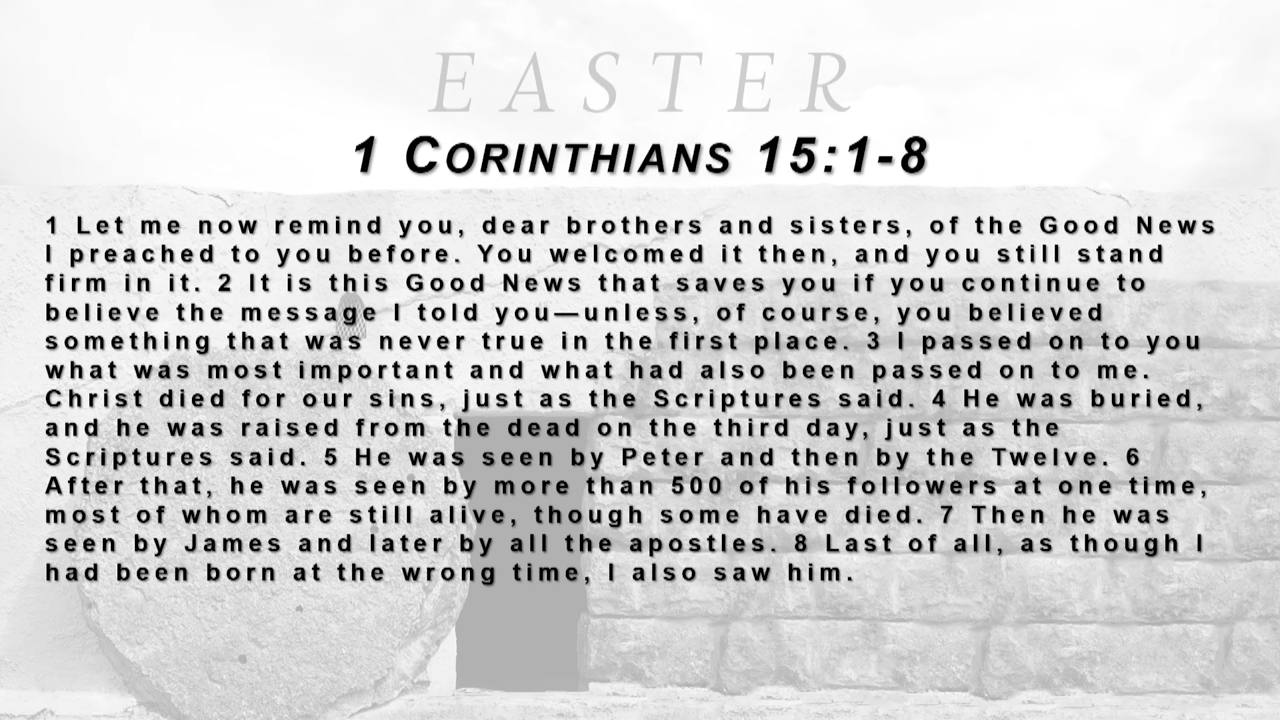 EASTER
1 Corinthians 15:1-8
1 Let me now remind you, dear brothers and sisters, of the Good News
I preached to you before. You welcomed it then, and you still stand
firm in it. 2 It is this Good News that saves you if you continue to
believe the message I told you—unless, of course, you believed
something that was never true in the first place. 3 I passed on to you
what was most important and what had also been passed on to me.
Christ died for our sins, just as the Scriptures said. 4 He was buried,
and he was raised from the dead on the third day, just as the
Scriptures said. 5 He was seen by Peter and then by the Twelve. 6
After that, he was seen by more than 500 of his followers at one time,
most of whom are still alive, though some have died. 7 Then he was
seen by James and later by all the apostles. 8 Last of all, as though I
had been born at the wrong time, I also saw him.